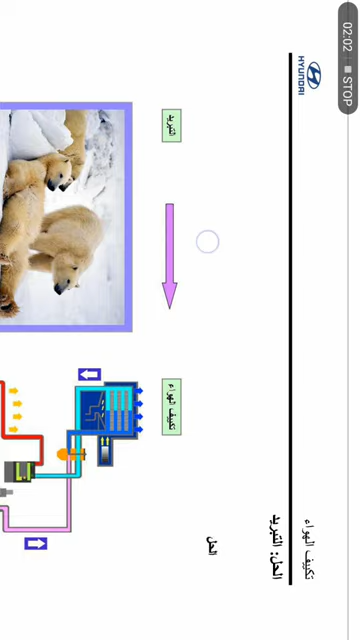 02:02 STOP
HYUNDAI
تكييف الهواء
الحل: التبريد
الحل
التبريد
تكييف الهواء